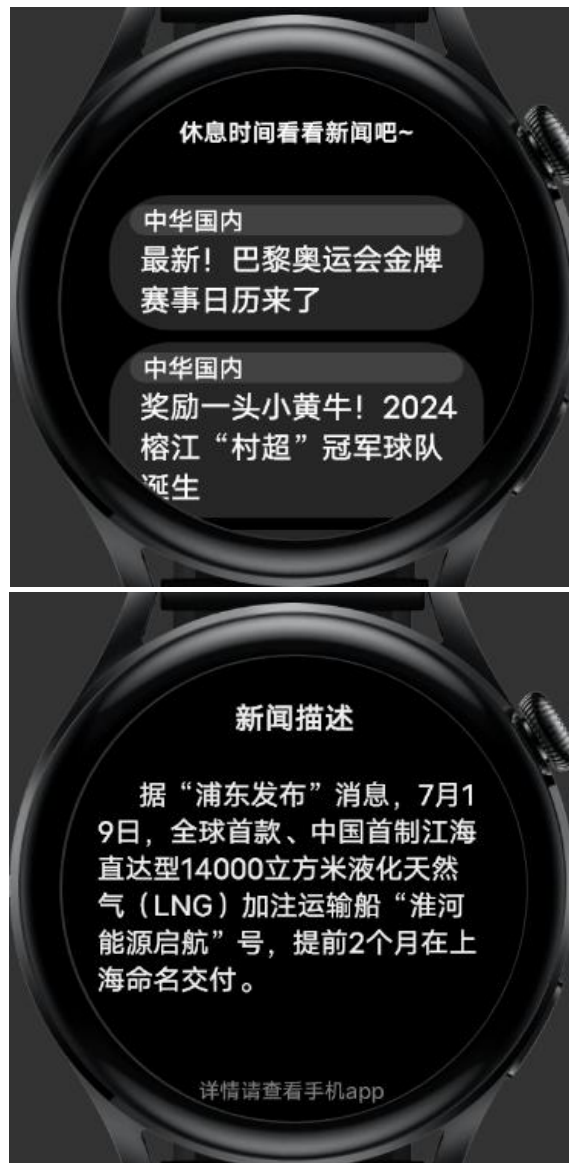 休息时间看看新闻吧~
中华国内
最新！巴黎奥运会金牌
赛事日历来了
中华国内
奖励一头小黄牛！2024
榕江“村超”冠军球队
诞生
新闻描述
据“浦东发布”消息，7月1
9日，全球首款、中国首制江海
直达型14000立方米液化天然
气（LNG）加注运输船“淮河
能源启航”号，提前2个月在上
海命名交付。
详情请查看手机app